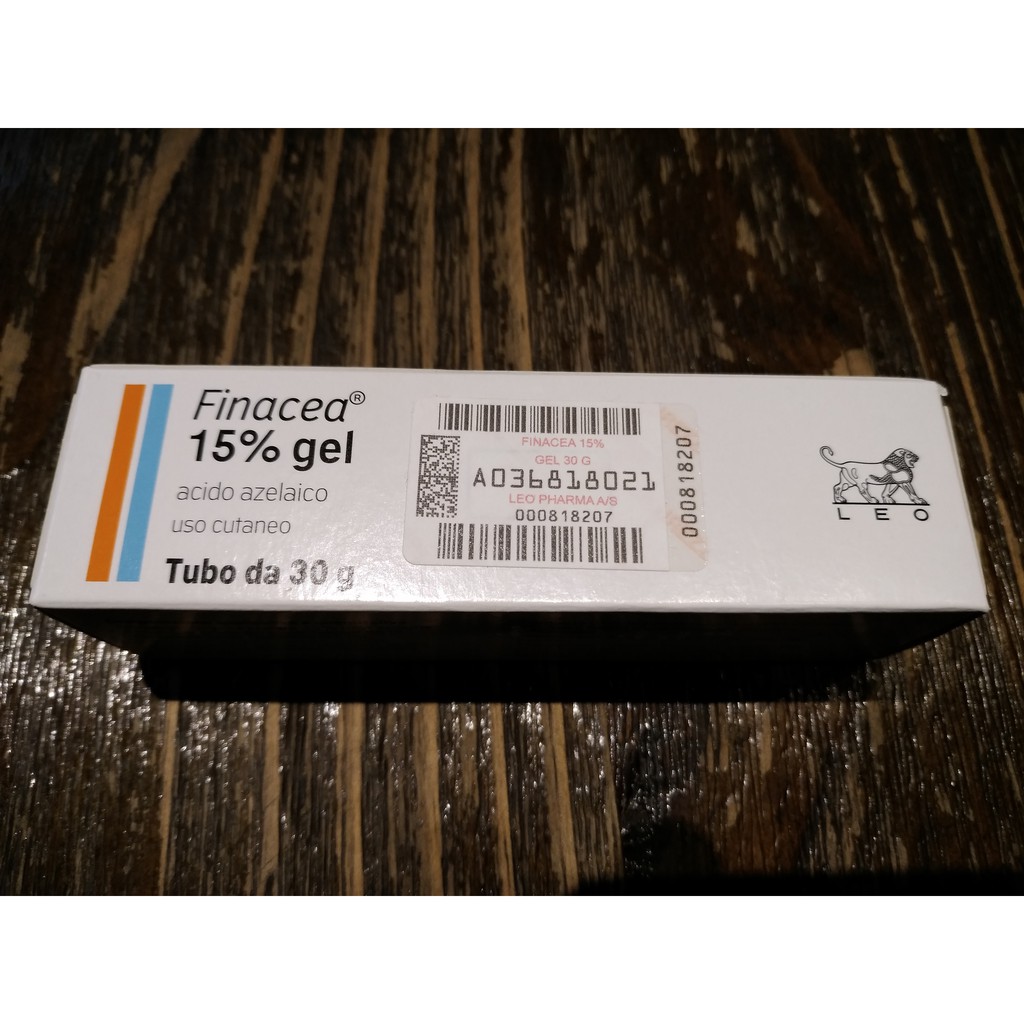 Finacea®
15% gel
acido azelaico
uso cutaneo
Tubo da 30 g
FINACEA 15%
GEL 30 G
A036818021
LEO PHARMA A/S
000818207
000818207
LEO